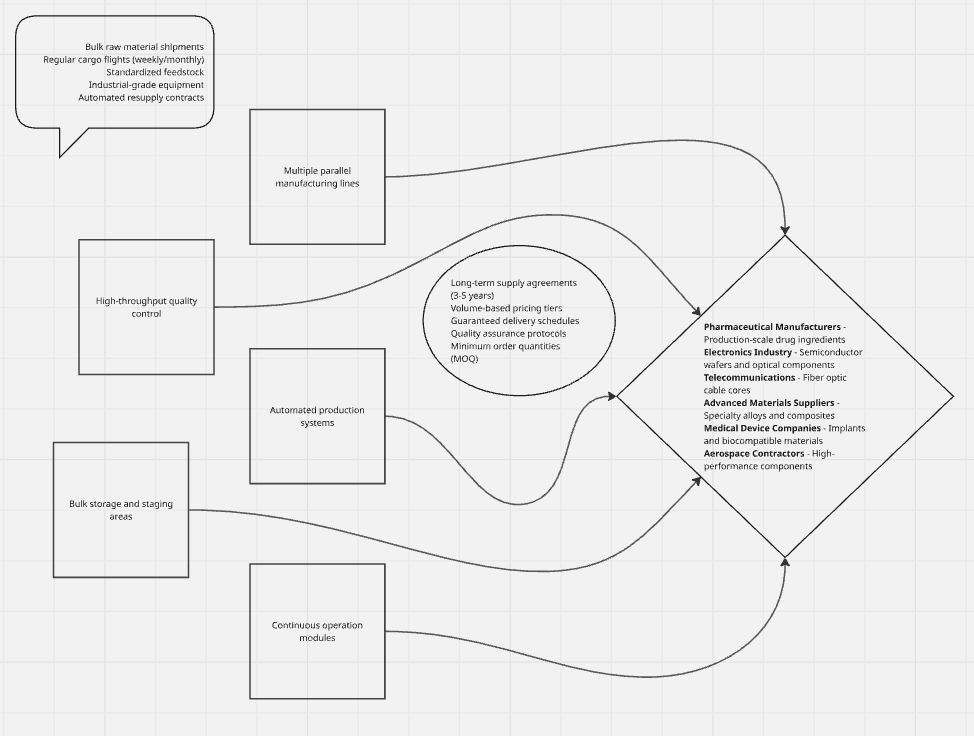 Bulk raw material shipments
Regular cargo flights (weekly/monthly)
Standardized feedstock
Industrial-grade equipment
Automated resupply contracts
Multiple parallel
manufacturing lines
High-throughput quality
control
Long-term supply agreements
(3-5 years)
Volume-based pricing tiers
Guaranteed delivery schedules
Quality assurance protocols
Minimum order quantities
(MOQ)
Automated production
systems
Bulk storage and staging
areas
Continuous operation
modules
Pharmaceutical Manufacturers -
Production-scale drug ingredients
Electronics Industry - Semiconductor
wafers and optical components
Telecommunications - Fiber optic
cable cores
Advanced Materials Suppliers -
Specialty alloys and composites
Medical Device Companies - Implants
and biocompatible materials
Aerospace Contractors - High-
performance components